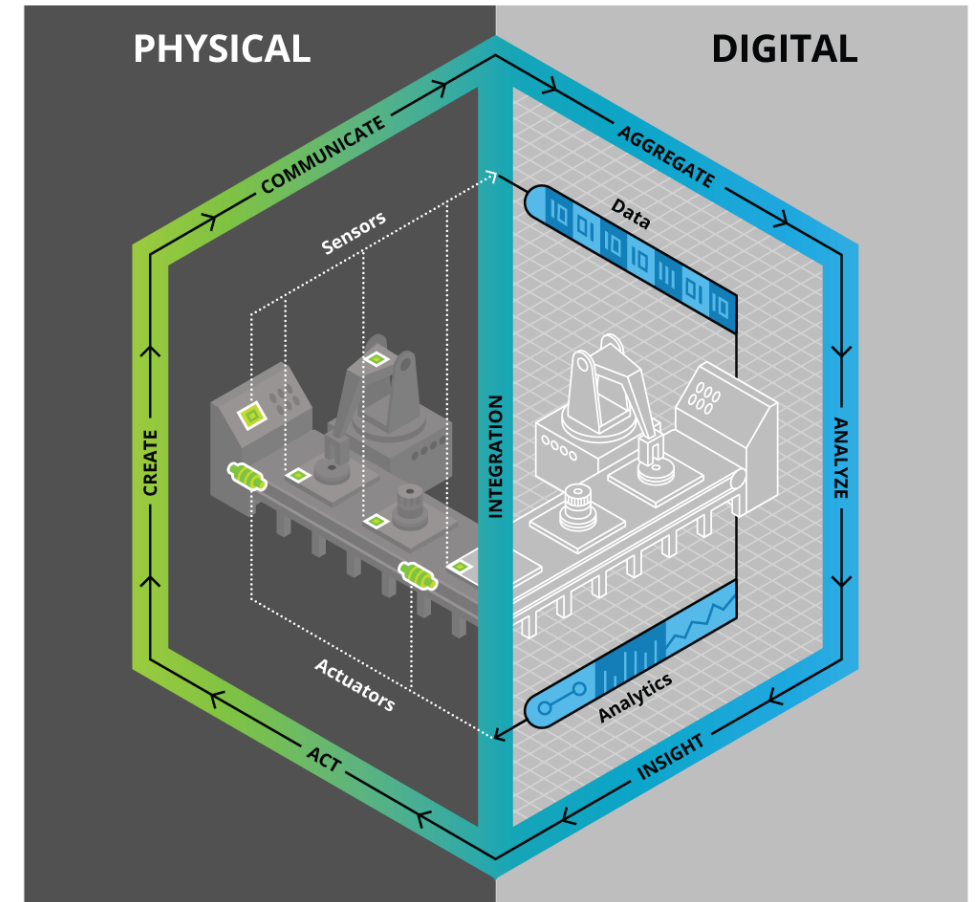 PHYSICAL
DIGITAL
COMMUNICATE
AGGREGATE
Sensors
Data
CREATE
INTEGRATION
ANALYZE
Actuators
Analytics
ACT
INSIGHT